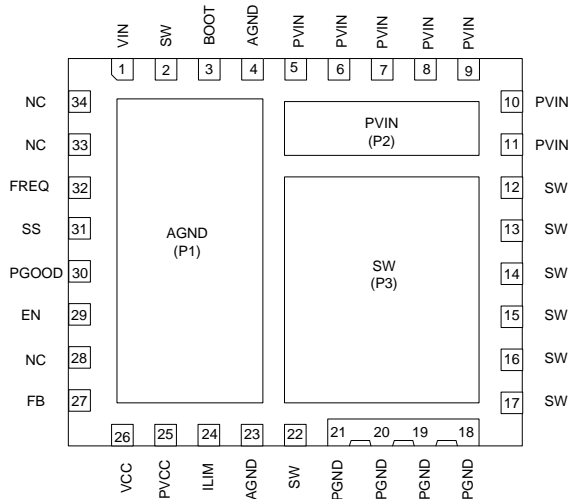 VIN SW BOOT AGND PVIN PVIN PVIN PVIN PVIN
1 2 3 4 5 6 7 8 9
NC 34 10 PVIN
PVIN
(P2)
NC 33 11 PVIN
FREQ 32 12 SW
SS 31 13 SW
AGND
(P1)
PGOOD 30 14 SW
SW
(P3)
EN 29 15 SW
NC 28 16 SW
FB 27 17 SW
26 25 24 23 22 21 20 19 18
VCC PVCC ILIM AGND SW PGND PGND PGND PGND